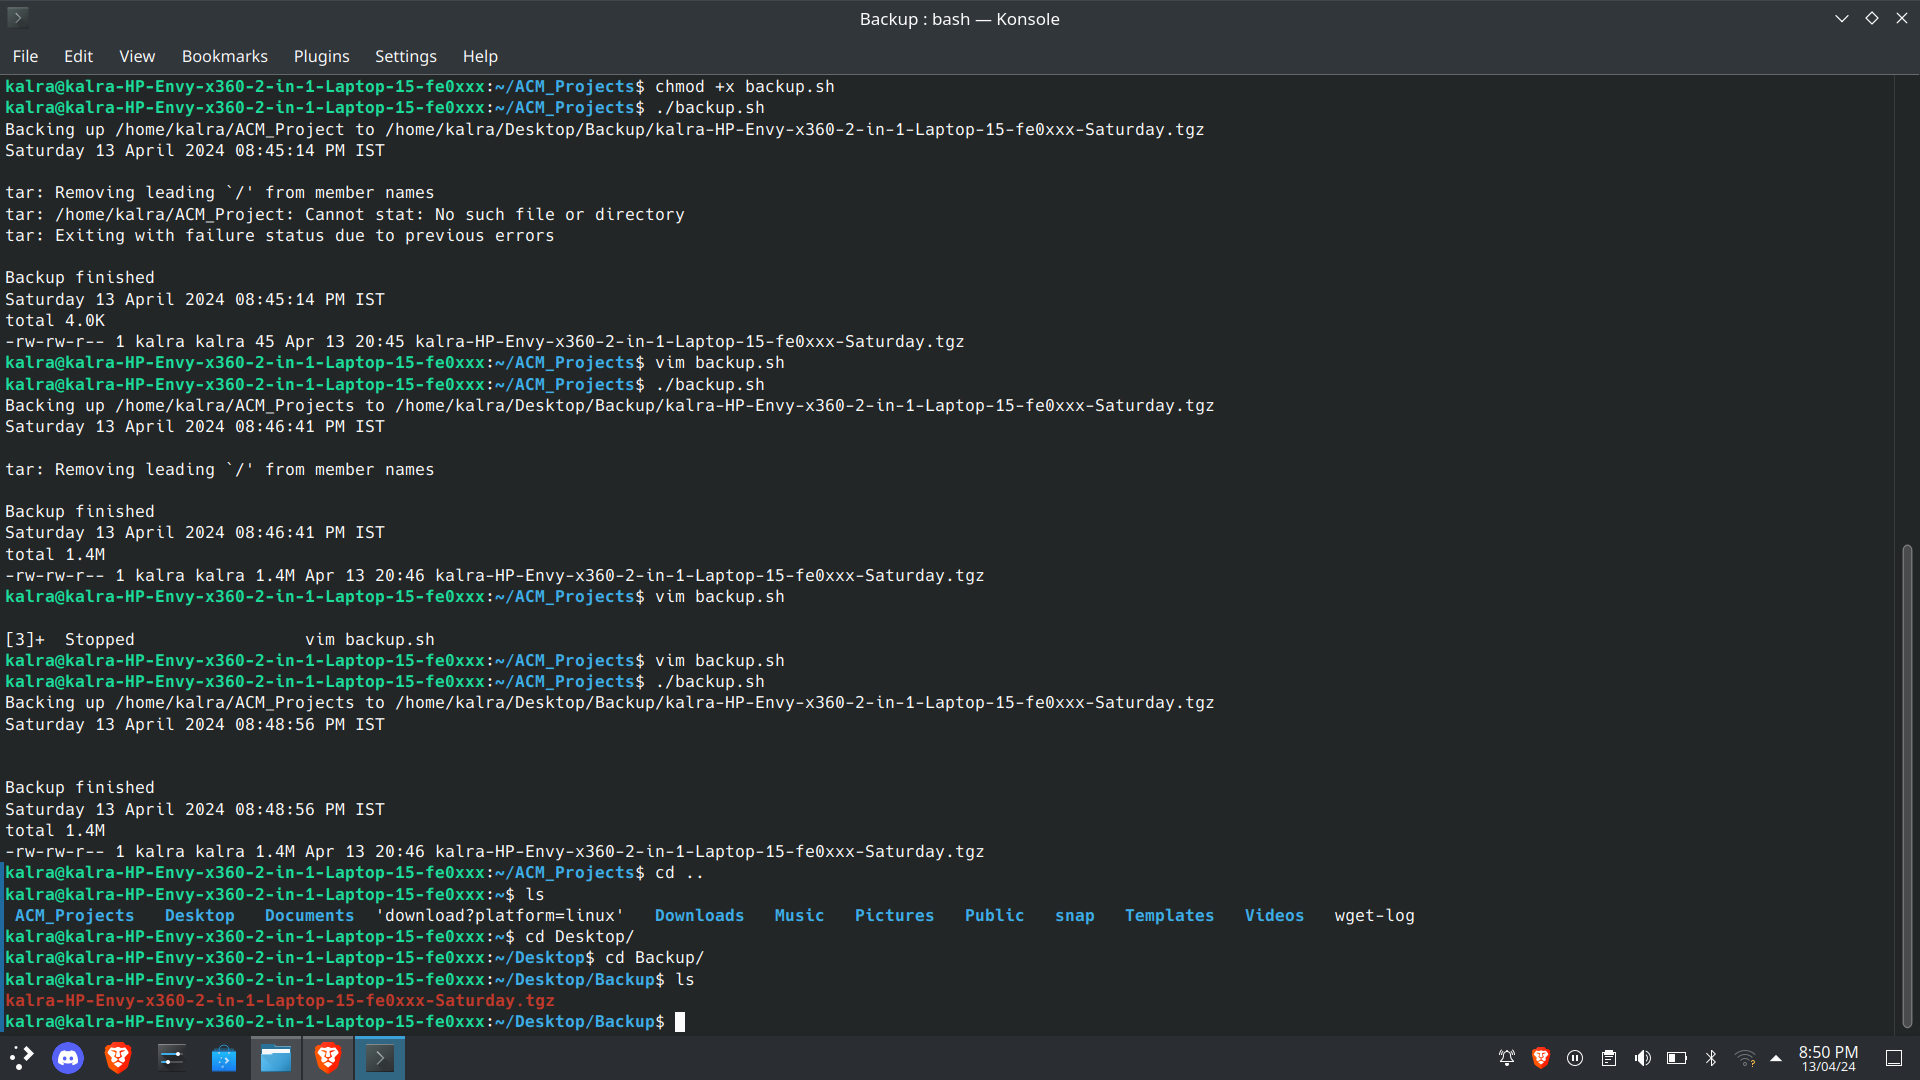 Backup : bash — Konsole
File Edit View Bookmarks Plugins Settings Help
kalra@kalra-HP-Envy-x360-2-in-1-Laptop-15-fe0xxx:~/ACM_Projects$ chmod +x backup.sh
kalra@kalra-HP-Envy-x360-2-in-1-Laptop-15-fe0xxx:~/ACM_Projects$ ./backup.sh
Backing up /home/kalra/ACM_Project to /home/kalra/Desktop/Backup/kalra-HP-Envy-x360-2-in-1-Laptop-15-fe0xxx-Saturday.tgz
Saturday 13 April 2024 08:45:14 PM IST
tar: Removing leading `/' from member names
tar: /home/kalra/ACM_Project: Cannot stat: No such file or directory
tar: Exiting with failure status due to previous errors
Backup finished
Saturday 13 April 2024 08:45:14 PM IST
total 4.0K
-rw-rw-r-- 1 kalra kalra 45 Apr 13 20:45 kalra-HP-Envy-x360-2-in-1-Laptop-15-fe0xxx-Saturday.tgz
kalra@kalra-HP-Envy-x360-2-in-1-Laptop-15-fe0xxx:~/ACM_Projects$ vim backup.sh
kalra@kalra-HP-Envy-x360-2-in-1-Laptop-15-fe0xxx:~/ACM_Projects$ ./backup.sh
Backing up /home/kalra/ACM_Projects to /home/kalra/Desktop/Backup/kalra-HP-Envy-x360-2-in-1-Laptop-15-fe0xxx-Saturday.tgz
Saturday 13 April 2024 08:46:41 PM IST
tar: Removing leading `/' from member names
Backup finished
Saturday 13 April 2024 08:46:41 PM IST
total 1.4M
-rw-rw-r-- 1 kalra kalra 1.4M Apr 13 20:46 kalra-HP-Envy-x360-2-in-1-Laptop-15-fe0xxx-Saturday.tgz
kalra@kalra-HP-Envy-x360-2-in-1-Laptop-15-fe0xxx:~/ACM_Projects$ vim backup.sh
[3]+  Stopped                 vim backup.sh
kalra@kalra-HP-Envy-x360-2-in-1-Laptop-15-fe0xxx:~/ACM_Projects$ vim backup.sh
kalra@kalra-HP-Envy-x360-2-in-1-Laptop-15-fe0xxx:~/ACM_Projects$ ./backup.sh
Backing up /home/kalra/ACM_Projects to /home/kalra/Desktop/Backup/kalra-HP-Envy-x360-2-in-1-Laptop-15-fe0xxx-Saturday.tgz
Saturday 13 April 2024 08:48:56 PM IST
Backup finished
Saturday 13 April 2024 08:48:56 PM IST
total 1.4M
-rw-rw-r-- 1 kalra kalra 1.4M Apr 13 20:46 kalra-HP-Envy-x360-2-in-1-Laptop-15-fe0xxx-Saturday.tgz
kalra@kalra-HP-Envy-x360-2-in-1-Laptop-15-fe0xxx:~/ACM_Projects$ cd ..
kalra@kalra-HP-Envy-x360-2-in-1-Laptop-15-fe0xxx:~$ ls
ACM_Projects   Desktop   Documents  'download?platform=linux'   Downloads   Music   Pictures   Public   snap   Templates   Videos   wget-log
kalra@kalra-HP-Envy-x360-2-in-1-Laptop-15-fe0xxx:~$ cd Desktop/
kalra@kalra-HP-Envy-x360-2-in-1-Laptop-15-fe0xxx:~/Desktop$ cd Backup/
kalra@kalra-HP-Envy-x360-2-in-1-Laptop-15-fe0xxx:~/Desktop/Backup$ ls
kalra-HP-Envy-x360-2-in-1-Laptop-15-fe0xxx-Saturday.tgz
kalra@kalra-HP-Envy-x360-2-in-1-Laptop-15-fe0xxx:~/Desktop/Backup$
8:50 PM
13/04/24